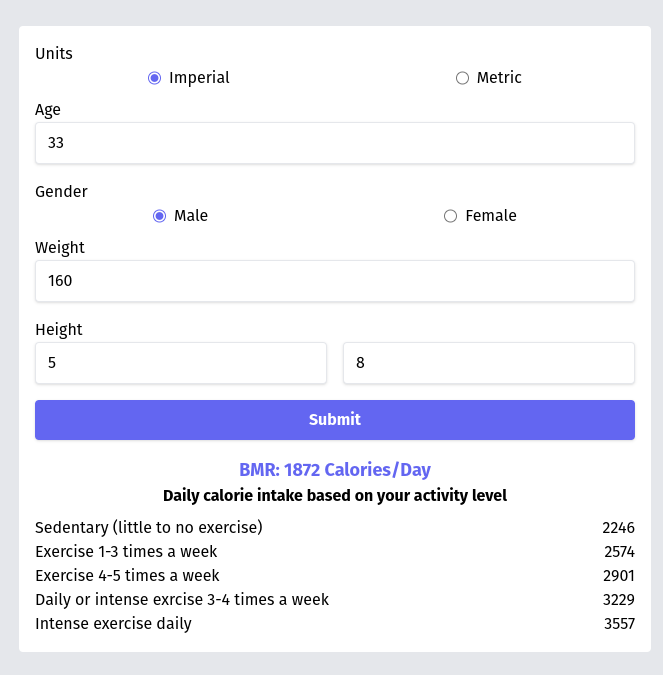 Units
Imperial Metric
Age
33
Gender
Male Female
Weight
160
Height
5 8
Submit
BMR: 1872 Calories/Day
Daily calorie intake based on your activity level
Sedentary (little to no exercise) 2246
Exercise 1-3 times a week 2574
Exercise 4-5 times a week 2901
Daily or intense exrcise 3-4 times a week 3229
Intense exercise daily 3557